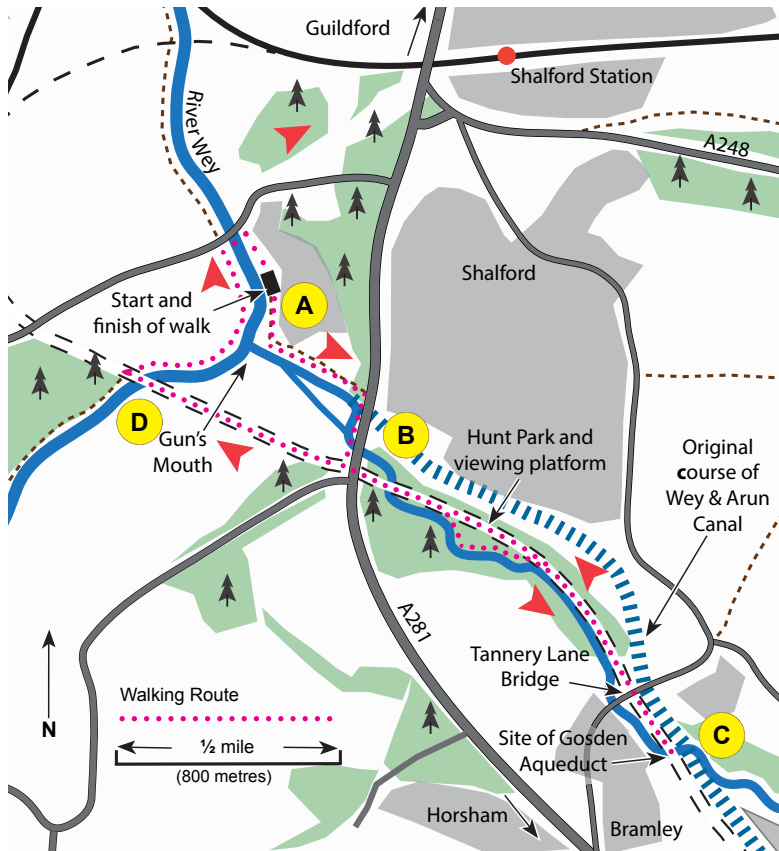 Guildford
Shalford Station
River Wey
A248
Shalford
Start and
finish of walk
A
D
Gun's
Mouth
B
Hunt Park and
viewing platform
Original
course of
Wey & Arun
Canal
A281
Tannery Lane
Bridge
N
Walking Route
½ mile
(800 metres)
C
Site of Gosden
Aqueduct
Horsham
Bramley